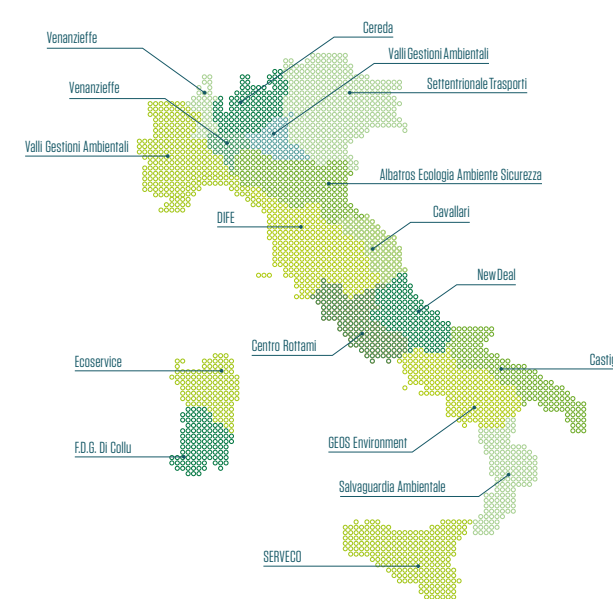 Cereda
Venanzieffe
Valli Gestioni Ambientali
Venanzieffe
Settentrionale Trasporti
Valli Gestioni Ambientali
Albatros Ecologia Ambiente Sicurezza
Cavallari
DIFE
New Deal
Centro Rottami
Ecoservice
Castig
GEOS Environment
F.D.G. Di Collu
Salvaguardia Ambientale
SERVECO